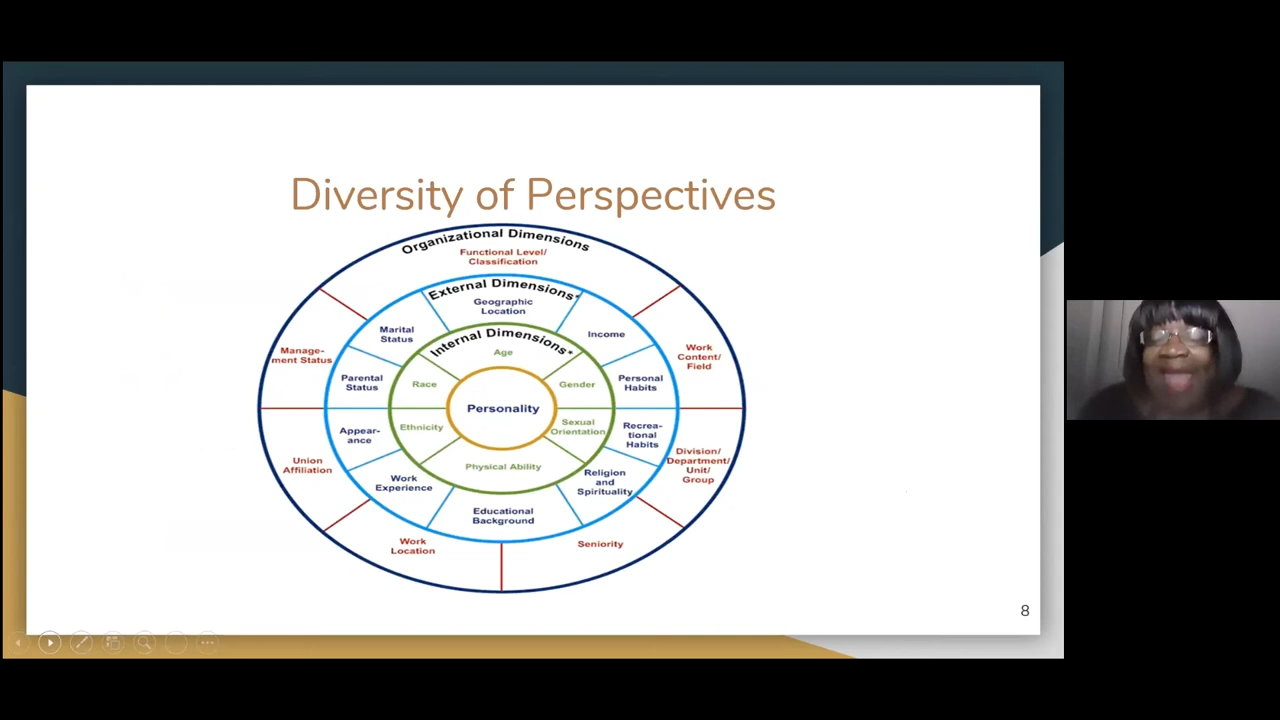 Diversity of Perspectives
Organizational Dimensions
Functional Level/
Classification
External Dimensions*
Geographic
Location
Marital
Status
Income
Internal Dimensions*
Age
Manage-
ment Status
Work
Content/
Field
Parental
Status
Race
Gender
Personal
Habits
Personality
Appear-
ance
Ethnicity
Sexual
Orientation
Recrea-
tional
Habits
Union
Affiliation
Division/
Department/
Unit/
Group
Work
Experience
Physical Ability
Religion
and
Spirituality
Educational
Background
Work
Location
Seniority
8